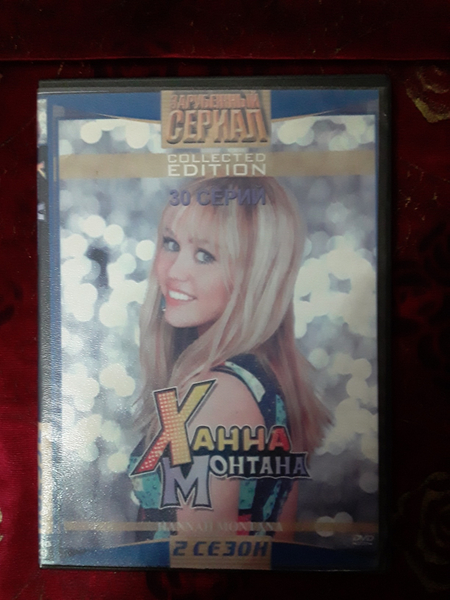 ЗАРУБЕЖНЫЙ
СЕРИАЛ
COLLECTED
EDITION
30 СЕРИЙ
ХАННА
МОНТАНА
HANNAH MONTANA
2 СЕЗОН
DVD